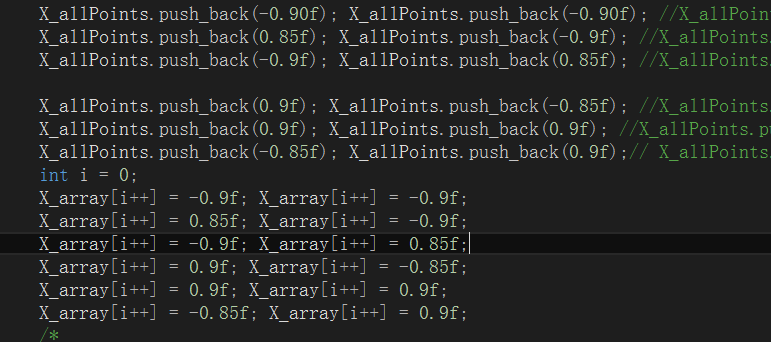 X_allPoints.push_back(-0.90f); X_allPoints.push_back(-0.90f); //X_allPoin
X_allPoints.push_back(0.85f); X_allPoints.push_back(-0.9f); //X_allPoints.
X_allPoints.push_back(-0.9f); X_allPoints.push_back(0.85f); //X_allPoints.
X_allPoints.push_back(0.9f); X_allPoints.push_back(-0.85f); //X_allPoints.
X_allPoints.push_back(0.9f); X_allPoints.push_back(0.9f); //X_allPoints.pu
X_allPoints.push_back(-0.85f); X_allPoints.push_back(0.9f);// X_allPoints.
int i = 0;
X_array[i++] = -0.9f; X_array[i++] = -0.9f;
X_array[i++] = 0.85f; X_array[i++] = -0.9f;
X_array[i++] = -0.9f; X_array[i++] = 0.85f;
X_array[i++] = 0.9f; X_array[i++] = -0.85f;
X_array[i++] = 0.9f; X_array[i++] = 0.9f;
X_array[i++] = -0.85f; X_array[i++] = 0.9f;
/*